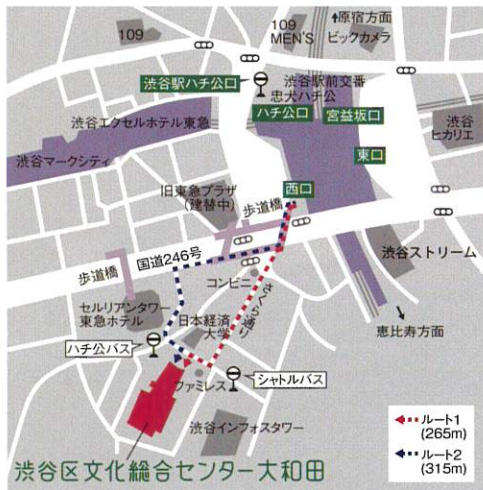 109
109
MEN'S
↑原宿方面
ビックカメラ
渋谷駅ハチ公口
渋谷駅前交番
忠犬ハチ公
ハチ公口
宮益坂口
渋谷エクセルホテル東急
渋谷
ヒカリエ
渋谷マークシティ
東口
旧東急プラザ
(建替中)
西口
歩道橋
国道246号
歩道橋
渋谷ストリーム
コンビニ
さくら通り
セルリアンタワー
東急ホテル
日本経済
大学
恵比寿方面
ハチ公バス
ファミレス
シャトルバス
渋谷インフォスタワー
ルート1
(265m)
ルート2
(315m)
渋谷区文化総合センター大和田